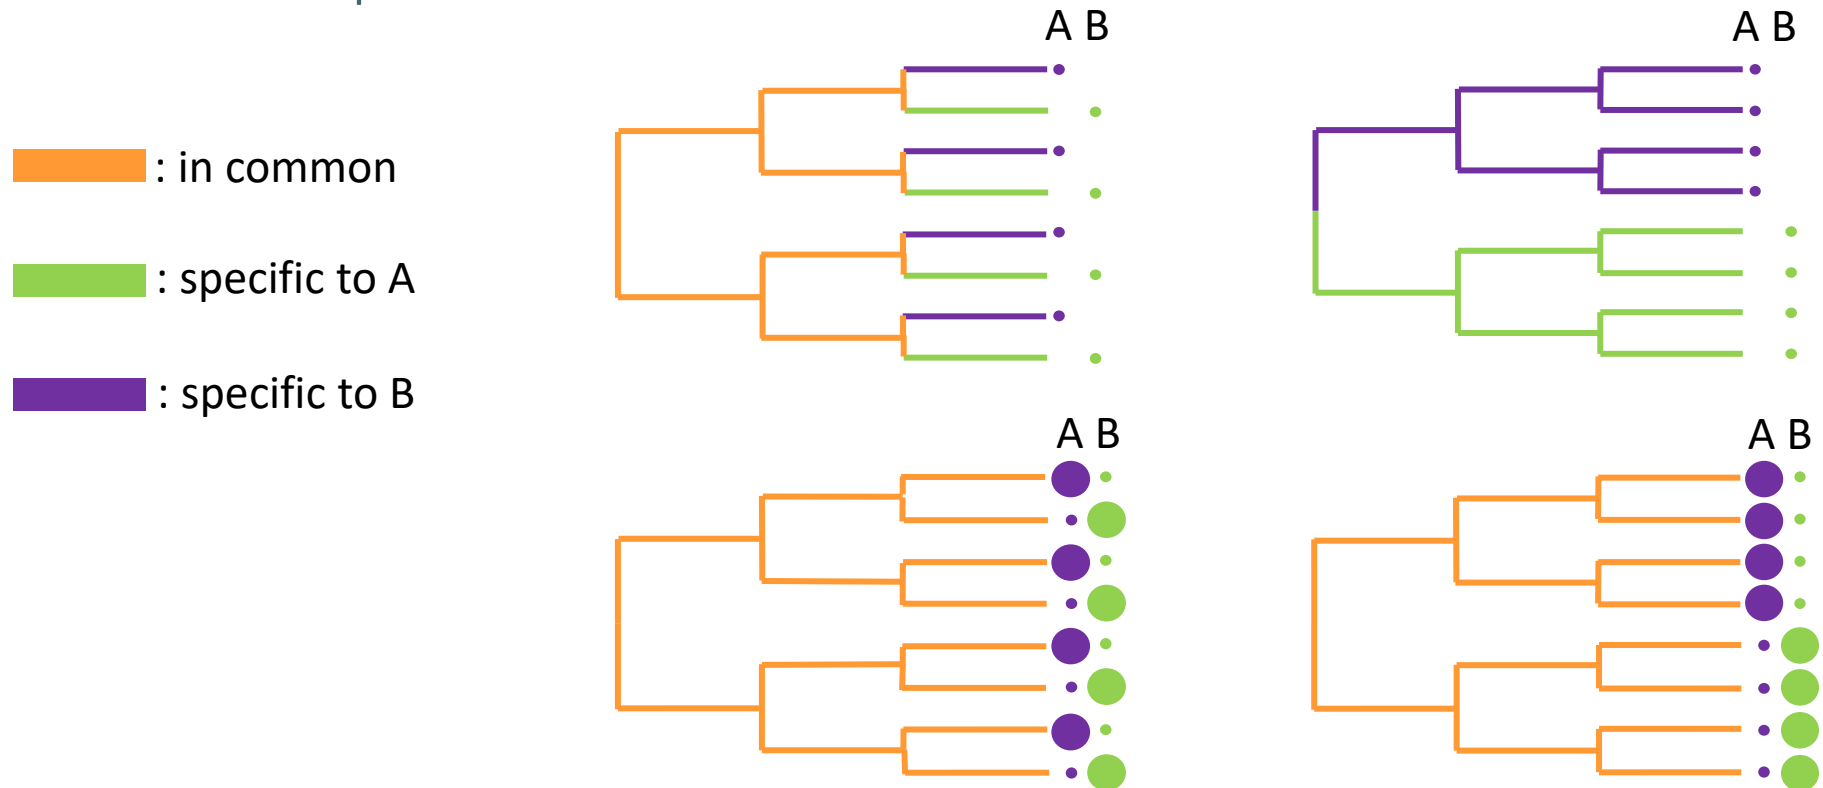 A B
A B
: in common
: specific to A
: specific to B
A B
A B